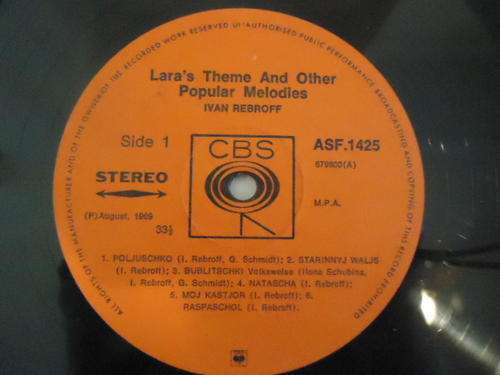 ALL RIGHTS OF THE MANUFACTURER AND OF THE OWNER OF THE RECORDED WORK RESERVED UNAUTHORISED PUBLIC PERFORMANCE BROADCASTING AND COPYING OF THIS RECORD PROHIBITED
Lara's Theme And Other
Popular Melodies
IVAN REBROFF
Side 1
CBS
ASF.1425
STEREO
M.P.A.
(P) August, 1969
33⅓
1. POLJUSCHKO (I. Rebroff, G. Schmidt); 2. STARINNYJ WALJS
(I. Rebroff); 3. BUBLITSCHKI Volksweise (Ilona Schubina,
I. Rebroff, G. Schmidt); 4. NATASCHA (I. Rebroff);
5. MOJ KASTJOR (I. Rebroff); 6.
RASPASCHOL (I. Rebroff).